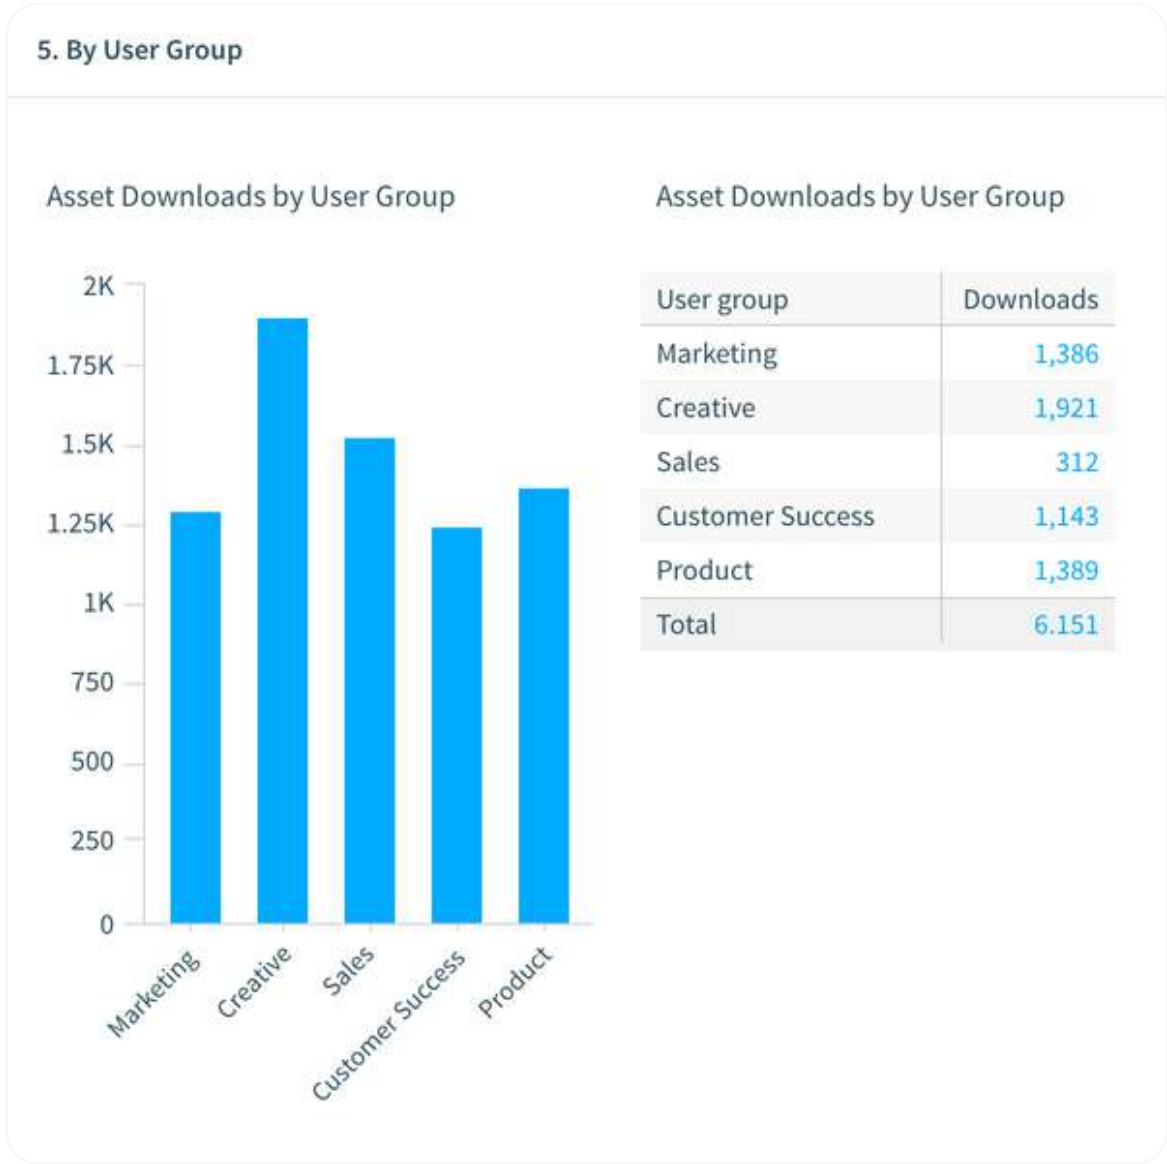 5. By User Group
Asset Downloads by User Group
2K
1.75K
1.5K
1.25K
1K
750
500
250
0
Marketing
Creative
Sales
Customer Success
Product
Asset Downloads by User Group
User group Downloads
Marketing 1,386
Creative 1,921
Sales 312
Customer Success 1,143
Product 1,389
Total 6.151